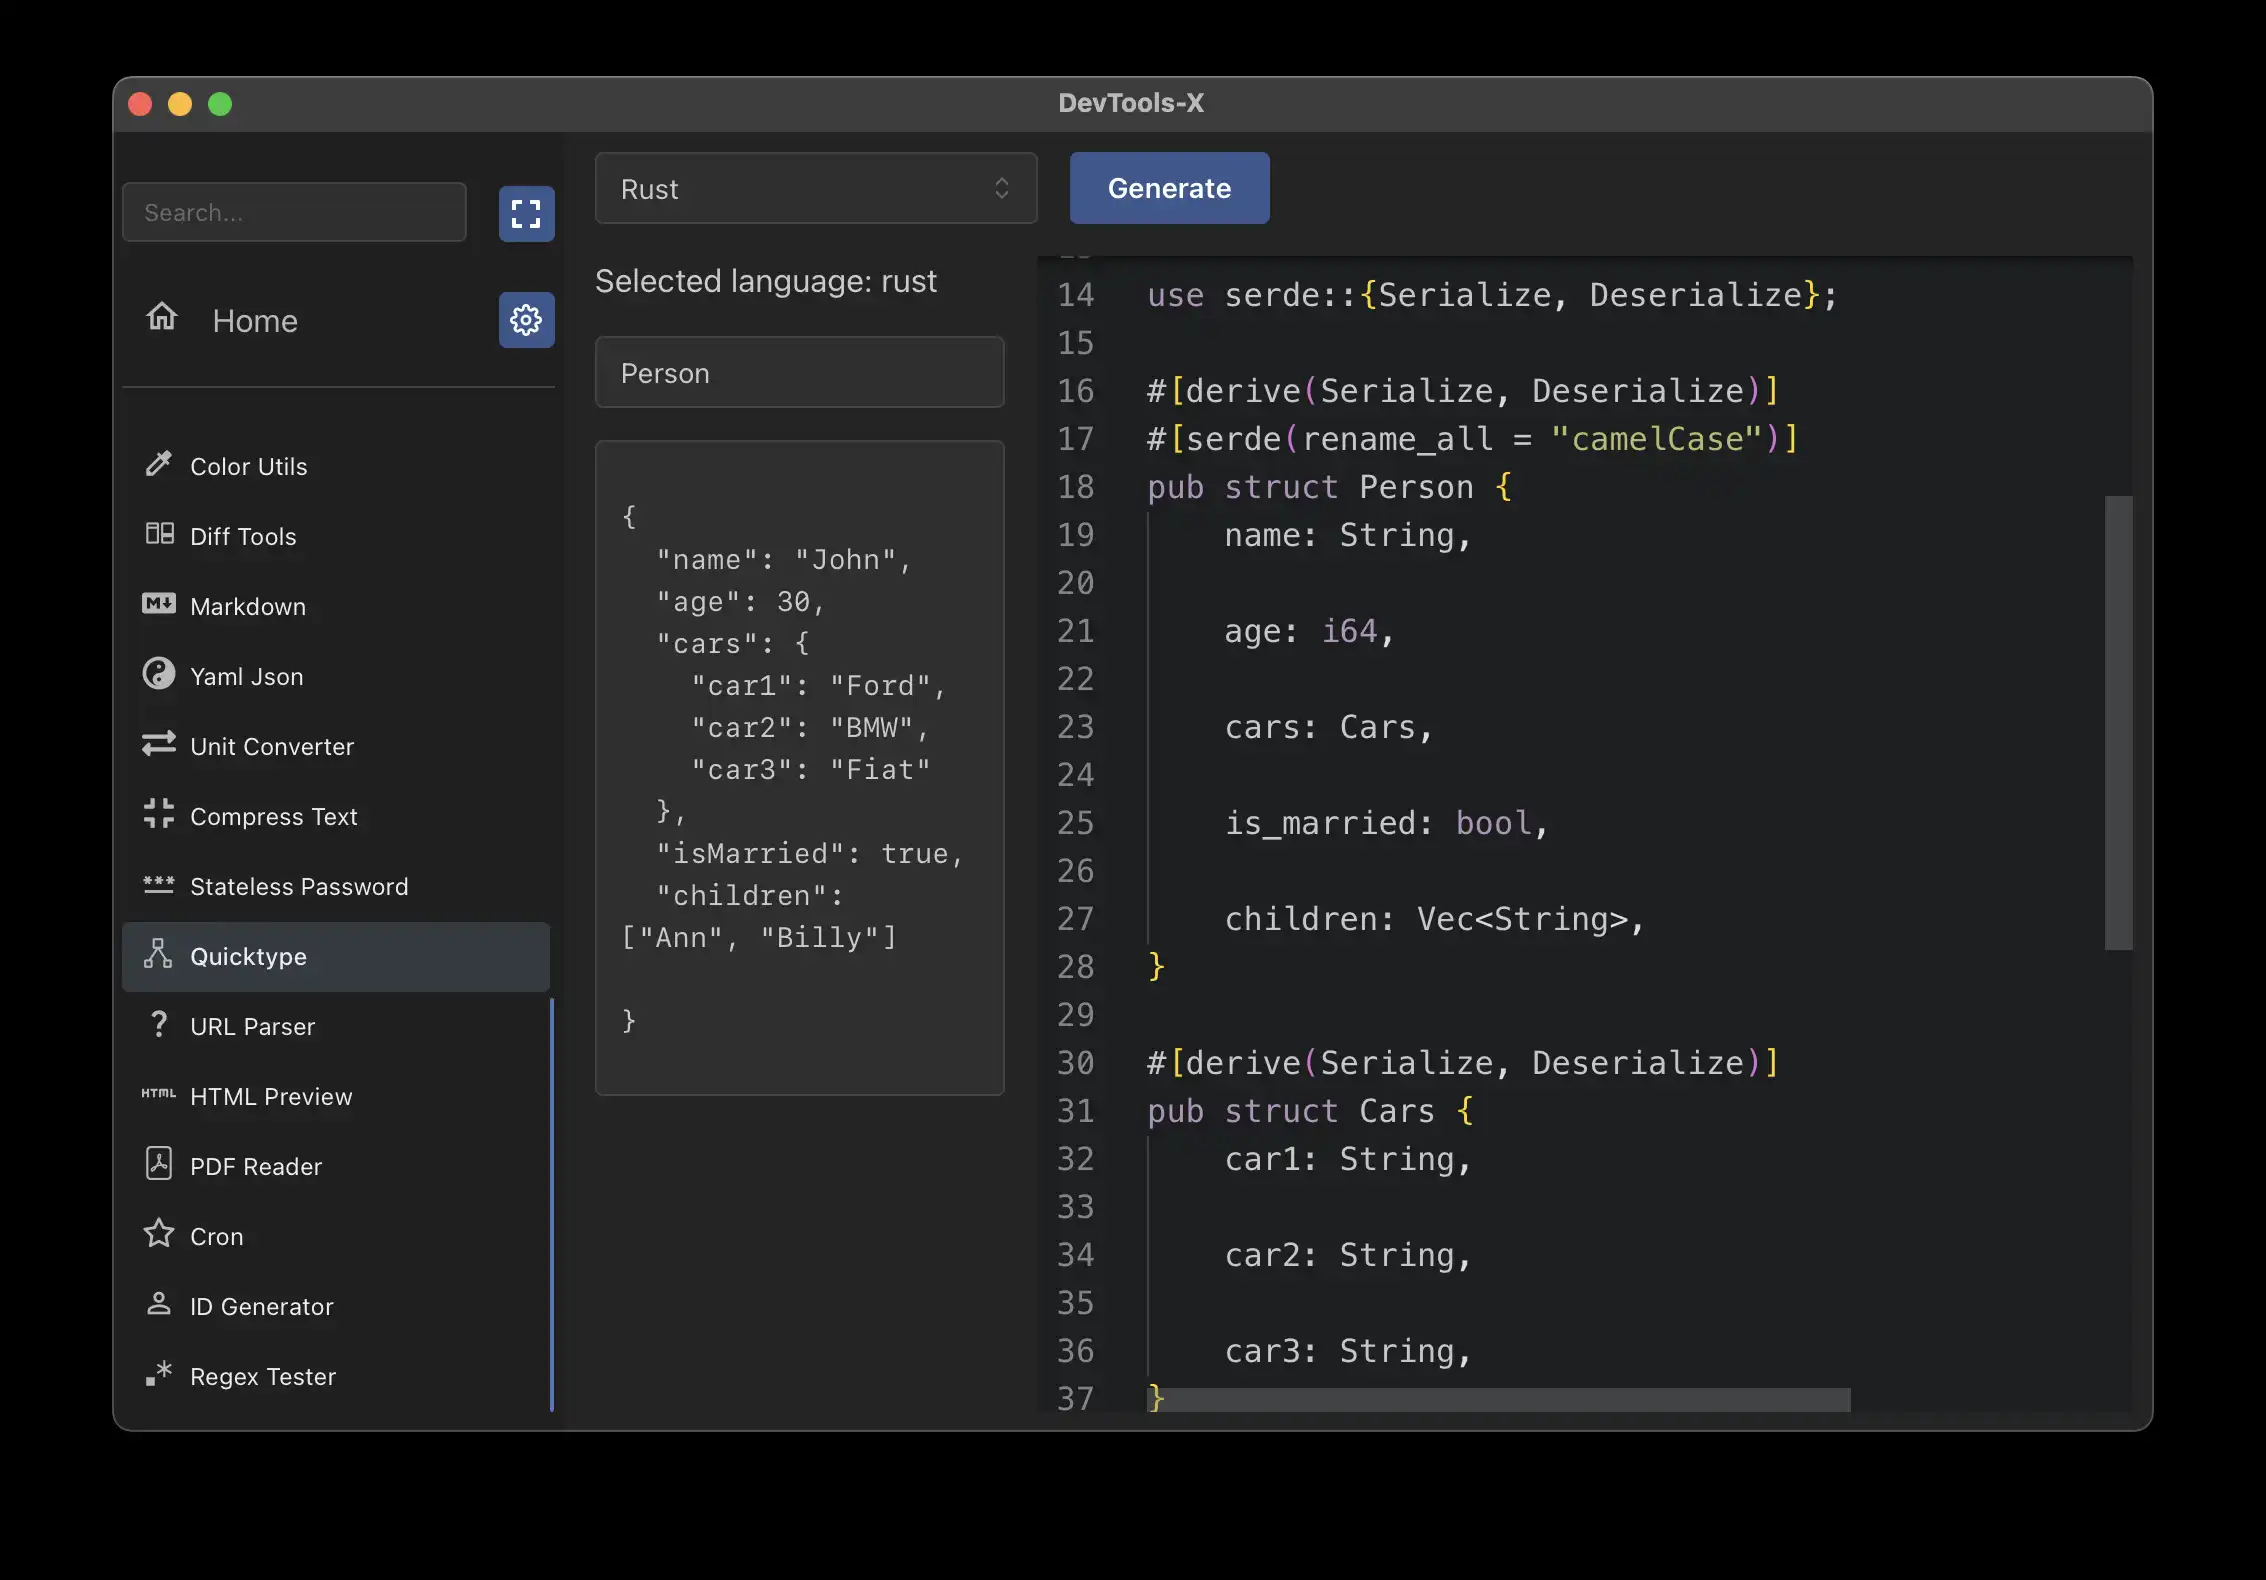 DevTools-X
Search...
Home
Color Utils
Diff Tools
Markdown
Yaml Json
Unit Converter
Compress Text
Stateless Password
Quicktype
URL Parser
HTML HTML Preview
PDF Reader
Cron
ID Generator
Regex Tester
Rust
Generate
Selected language: rust
Person
{
"name": "John",
"age": 30,
"cars": {
"car1": "Ford",
"car2": "BMW",
"car3": "Fiat"
},
"isMarried": true,
"children":
["Ann", "Billy"]
}
14 use serde::{Serialize, Deserialize};
15
16 #[derive(Serialize, Deserialize)]
17 #[serde(rename_all = "camelCase")]
18 pub struct Person {
19 name: String,
20
21 age: i64,
22
23 cars: Cars,
24
25 is_married: bool,
26
27 children: Vec<String>,
28 }
29
30 #[derive(Serialize, Deserialize)]
31 pub struct Cars {
32 car1: String,
33
34 car2: String,
35
36 car3: String,
37 }